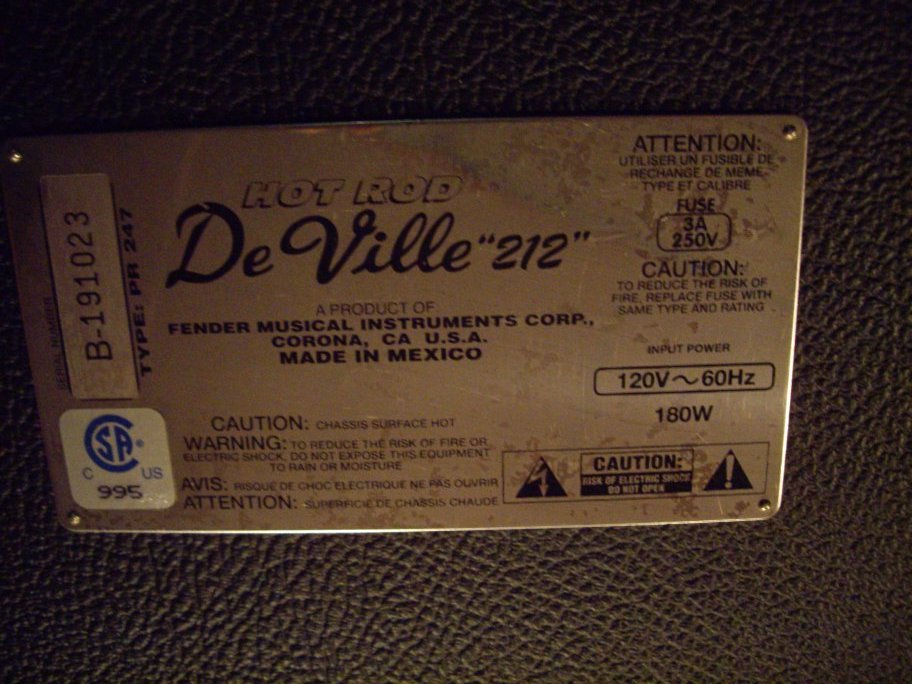 SERIAL NUMBER
B-191023
TYPE: PR 247
HOT ROD
De Ville "212"
A PRODUCT OF
FENDER MUSICAL INSTRUMENTS CORP.,
CORONA, CA U.S.A.
MADE IN MEXICO
ATTENTION:
UTILISER UN FUSIBLE DE
RECHANGE DE MEME
TYPE ET CALIBRE
FUSE
3A
250V
CAUTION:
TO REDUCE THE RISK OF
FIRE, REPLACE FUSE WITH
SAME TYPE AND RATING
INPUT POWER
120V~60Hz
180W
CSA®
C US
995
CAUTION: CHASSIS SURFACE HOT
WARNING: TO REDUCE THE RISK OF FIRE OR
ELECTRIC SHOCK, DO NOT EXPOSE THIS EQUIPMENT
TO RAIN OR MOISTURE
AVIS: RISQUE DE CHOC ELECTRIQUE NE PAS OUVRIR
ATTENTION: SUPERFICIE DE CHASSIS CHAUDE
CAUTION:
RISK OF ELECTRIC SHOCK
DO NOT OPEN